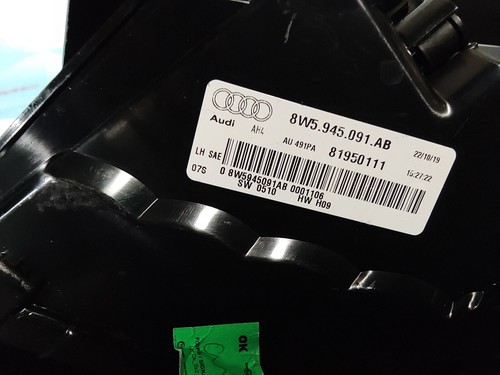 8W5.945.091.AB 22/10/19
Audi AH4 AU 491PA 81950111 15:27:22
LH SAE
07S 0 8W5945091AB 0001106
SW 0510 HW H09
OK